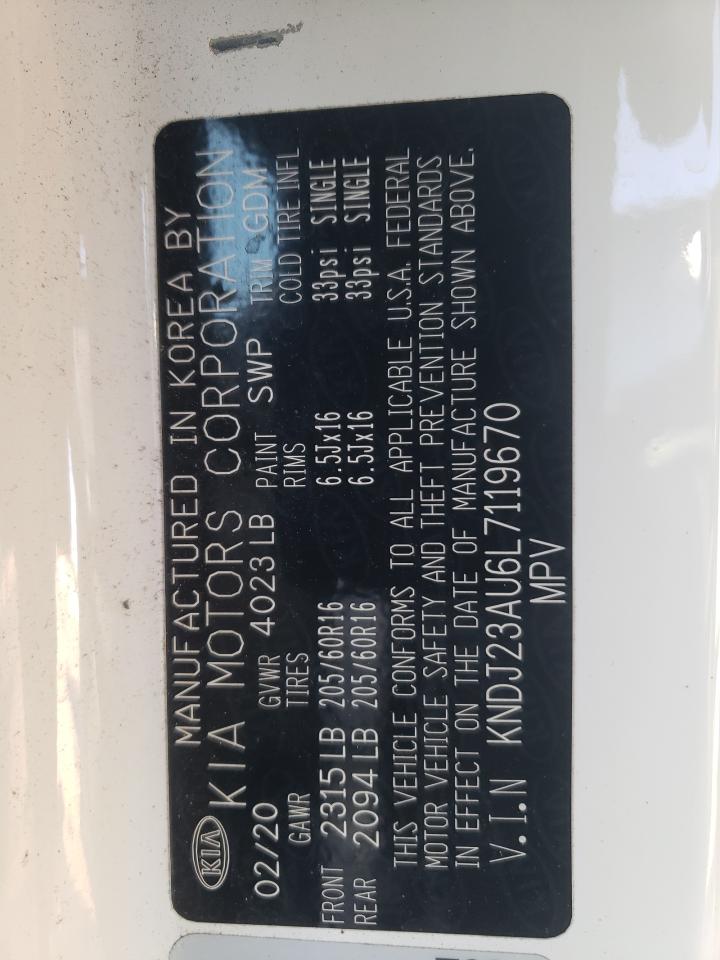 MANUFACTURED IN KOREA BY
KIA KIA MOTORS CORPORATION
02/20 GVWR 4023 LB PAINT SWP TRIM GDM
GAWR TIRES RIMS COLD TIRE INFL
FRONT 2315 LB 205/60R16 6.5Jx16 33psi SINGLE
REAR 2094 LB 205/60R16 6.5Jx16 33psi SINGLE
THIS VEHICLE CONFORMS TO ALL APPLICABLE U.S.A. FEDERAL
MOTOR VEHICLE SAFETY AND THEFT PREVENTION STANDARDS
IN EFFECT ON THE DATE OF MANUFACTURE SHOWN ABOVE.
V.I.N KNDJ23AU6L7119670
MPV